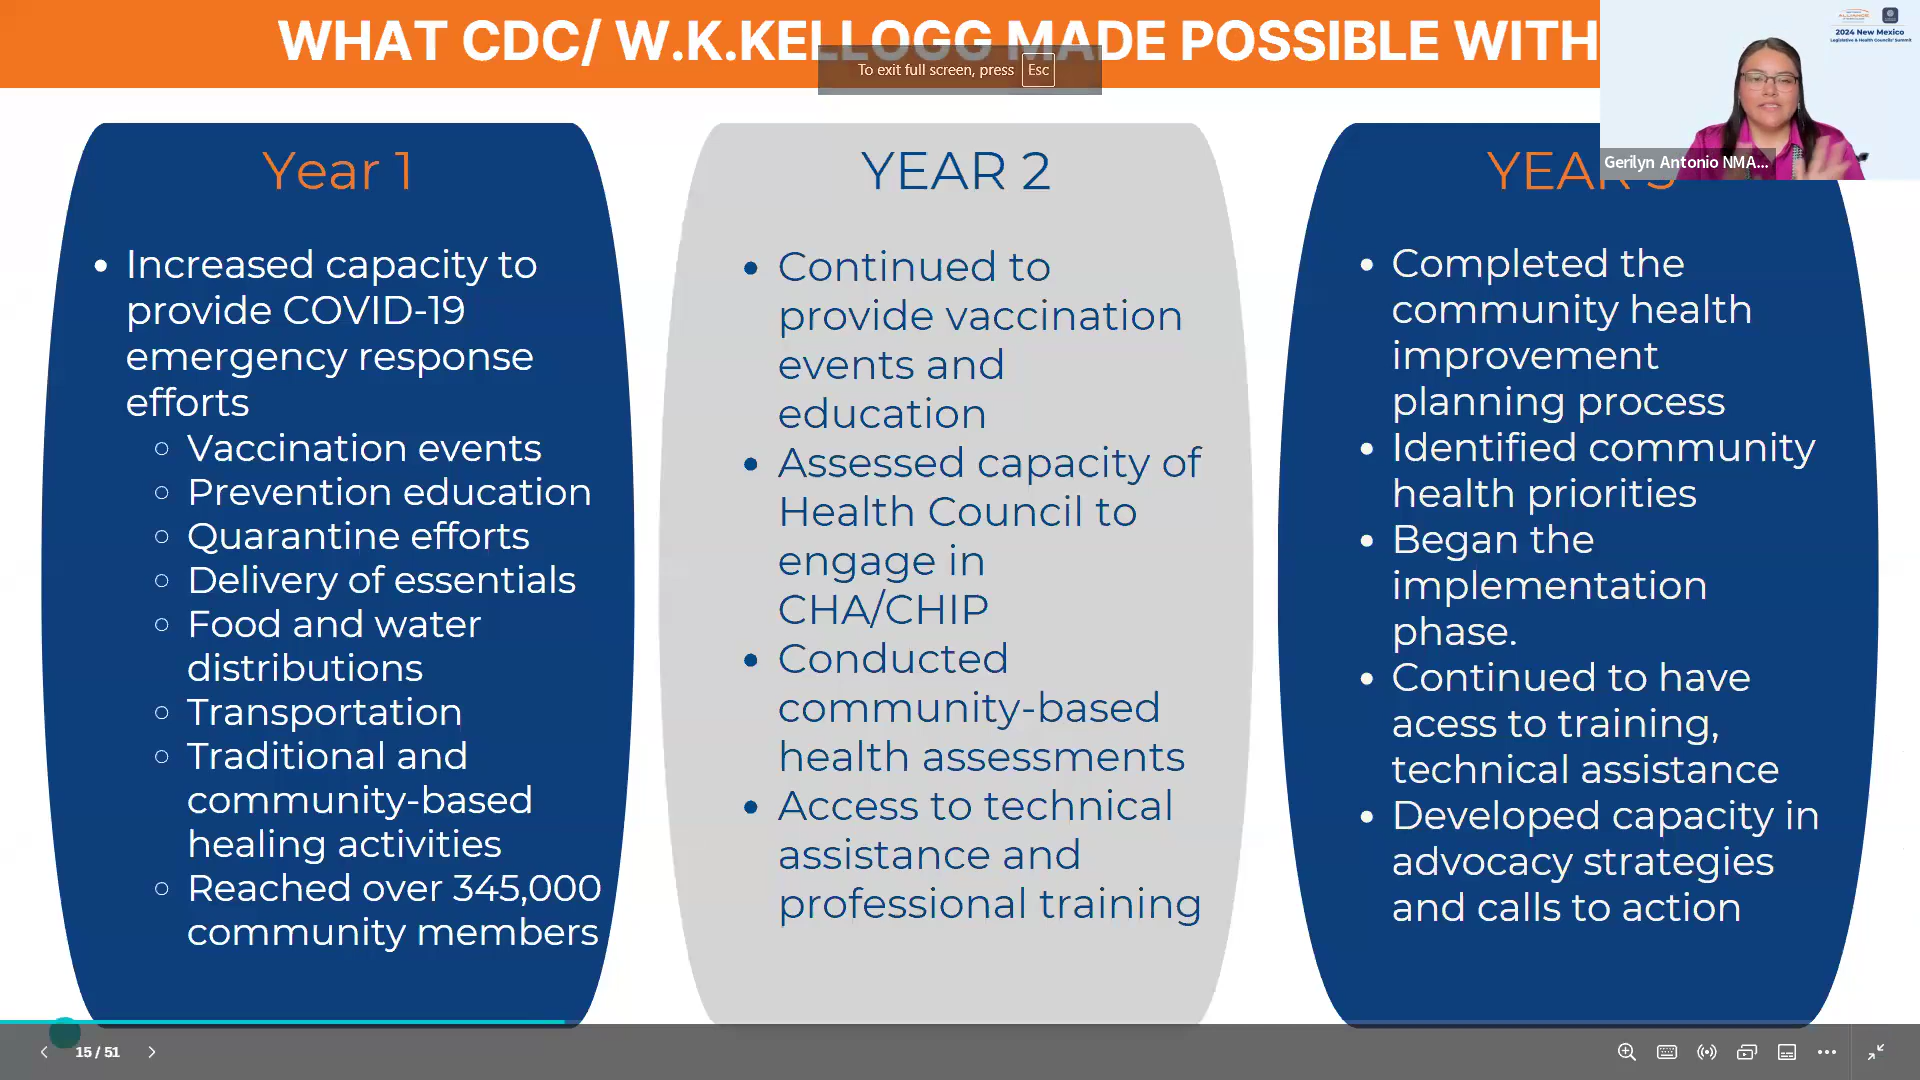 WHAT CDC/ W.K.KELLOGG MADE POSSIBLE WITH
To exit full screen, press Esc
2024 New Mexico
Legislative & Health Councils' Summit
Gerilyn Antonio NMA...
Year 1
• Increased capacity to
provide COVID-19
emergency response
efforts
○ Vaccination events
○ Prevention education
○ Quarantine efforts
○ Delivery of essentials
○ Food and water
distributions
○ Transportation
○ Traditional and
community-based
healing activities
○ Reached over 345,000
community members
YEAR 2
• Continued to
provide vaccination
events and
education
• Assessed capacity of
Health Council to
engage in
CHA/CHIP
• Conducted
community-based
health assessments
• Access to technical
assistance and
professional training
YEAR 3
• Completed the
community health
improvement
planning process
• Identified community
health priorities
• Began the
implementation
phase.
• Continued to have
acess to training,
technical assistance
• Developed capacity in
advocacy strategies
and calls to action
15 / 51